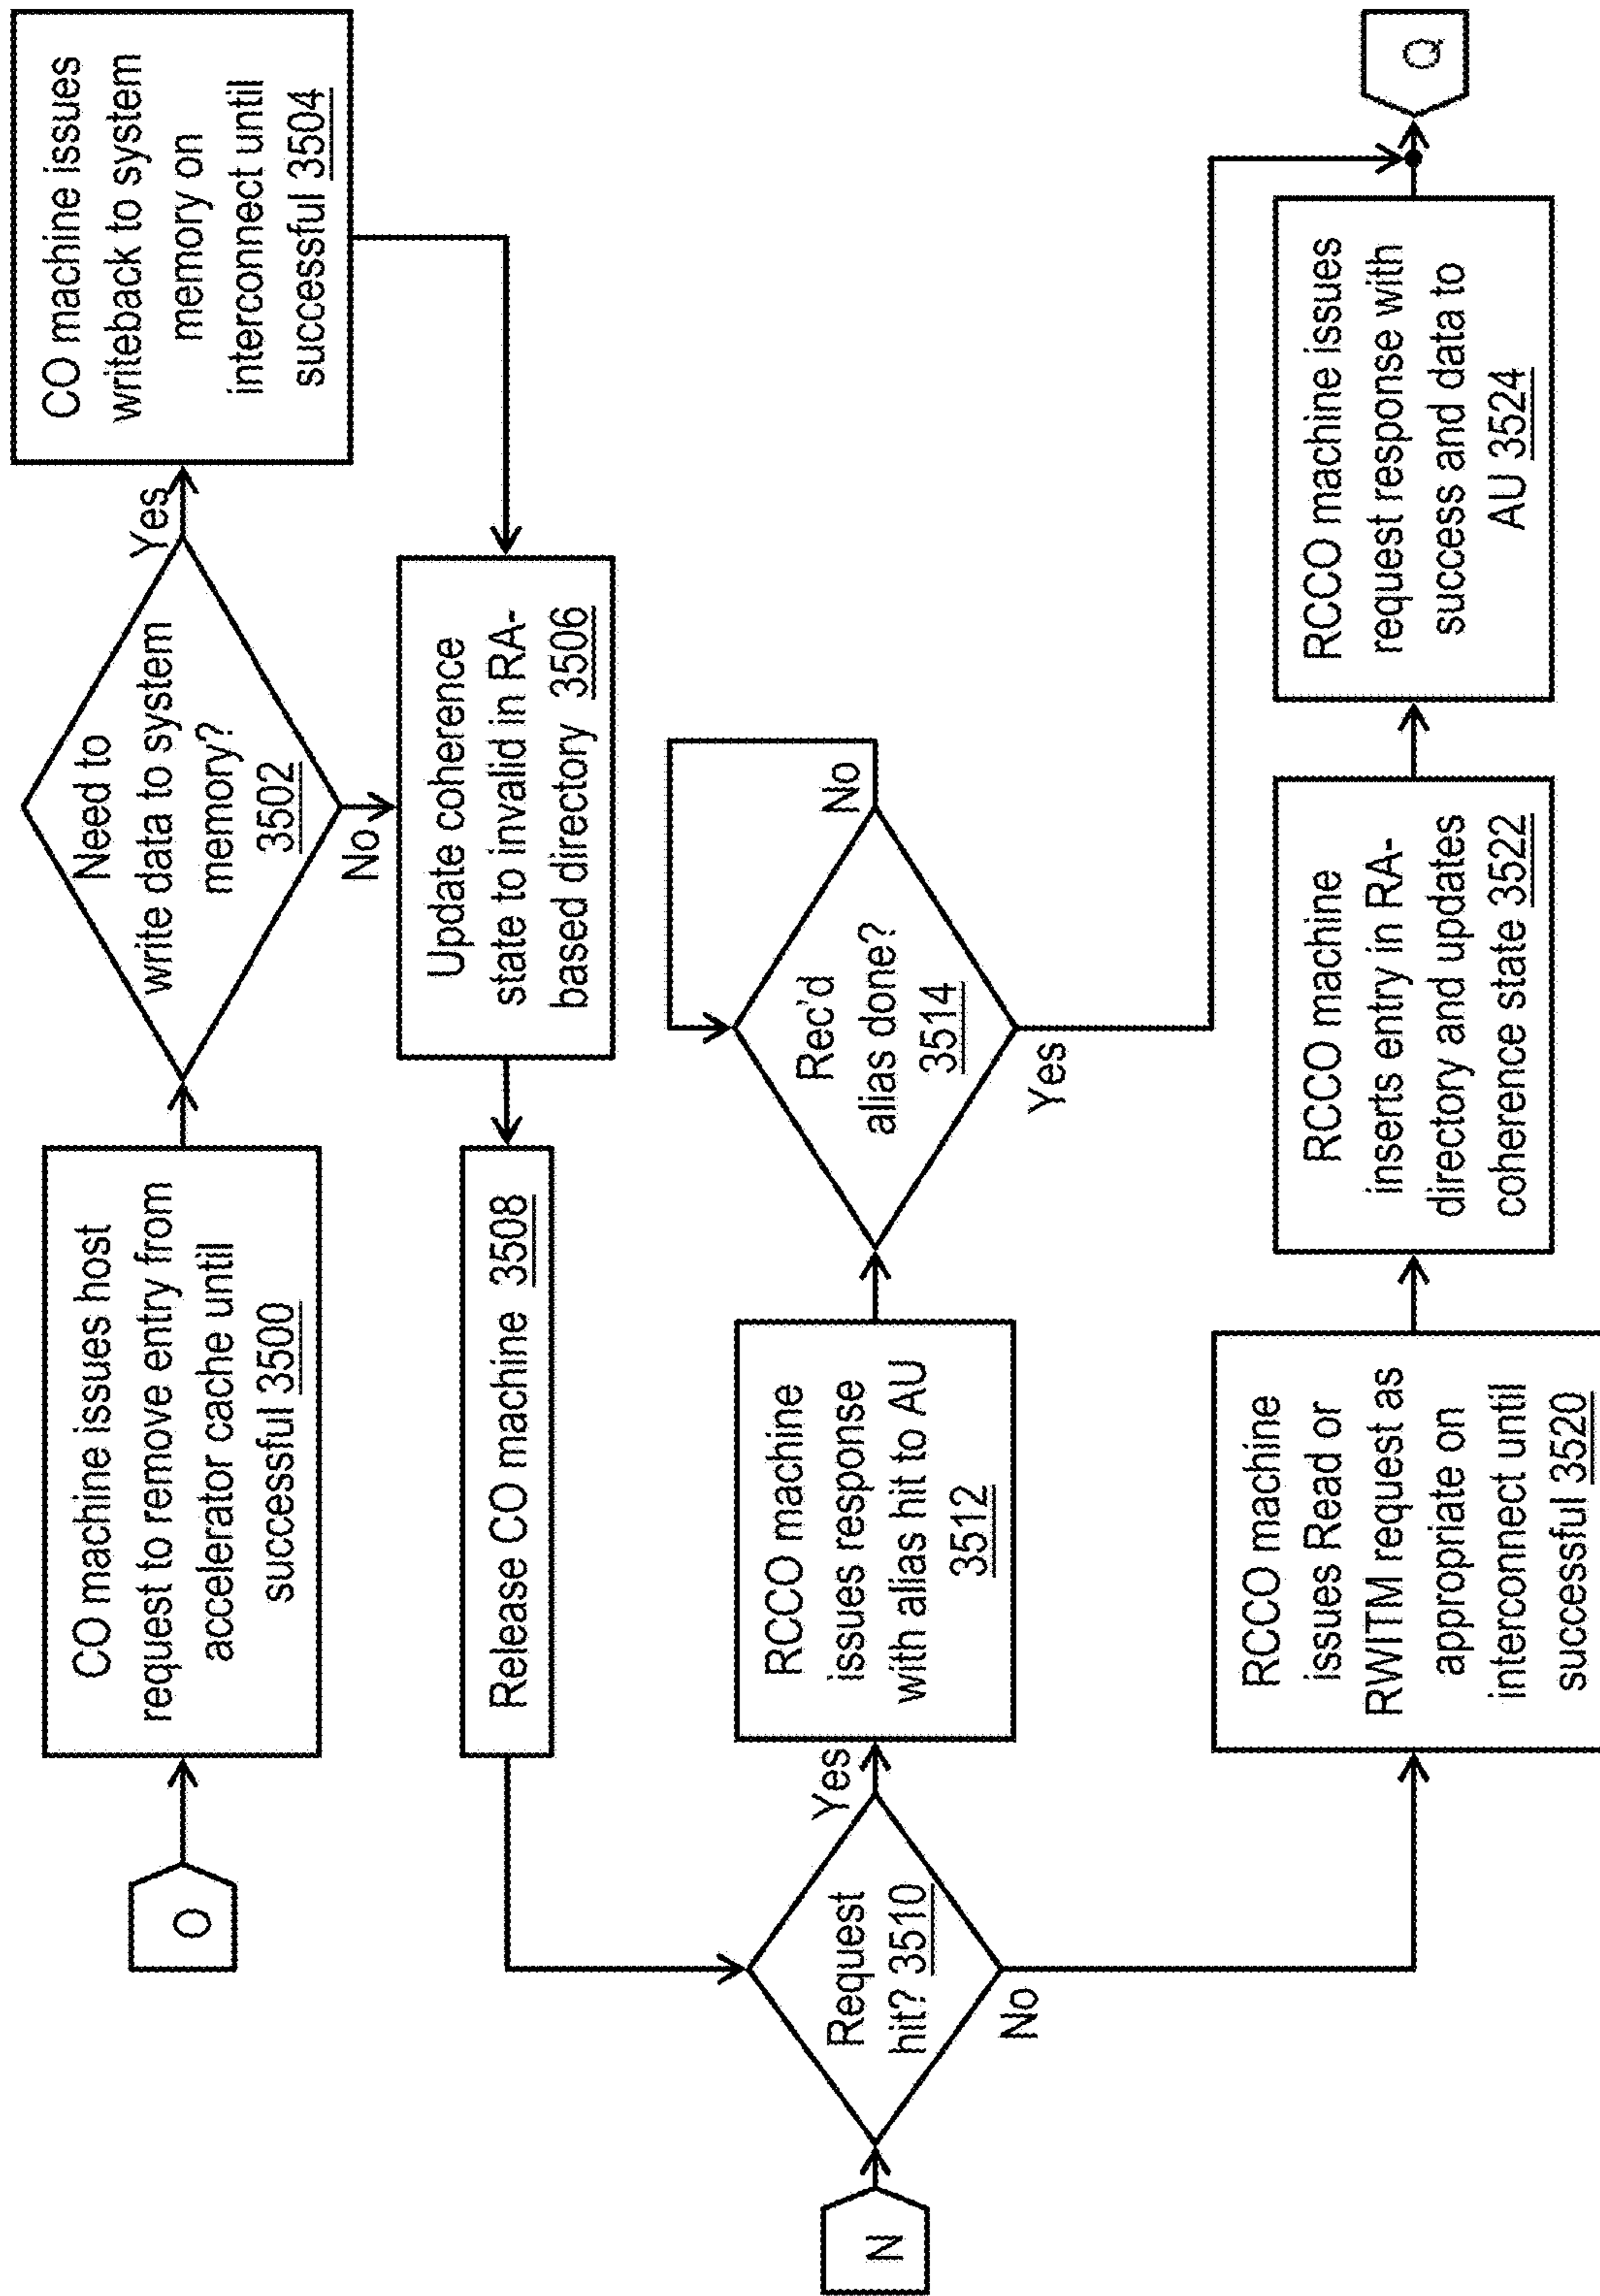 O
CO machine issues host
request to remove entry from
accelerator cache until
successful 3500
Need to
write data to system
memory?
3502
Yes
No
CO machine issues
writeback to system
memory on
interconnect until
successful 3504
Update coherence
state to invalid in RA-
based directory 3506
Release CO machine 3508
N
Request
hit? 3510
Yes
No
RCCO machine
issues response
with alias hit to AU
3512
Rec'd
alias done?
3514
No
Yes
RCCO machine
issues Read or
RWITM request as
appropriate on
interconnect until
successful 3520
RCCO machine
inserts entry in RA-
directory and updates
coherence state 3522
RCCO machine issues
request response with
success and data to
AU 3524
Q